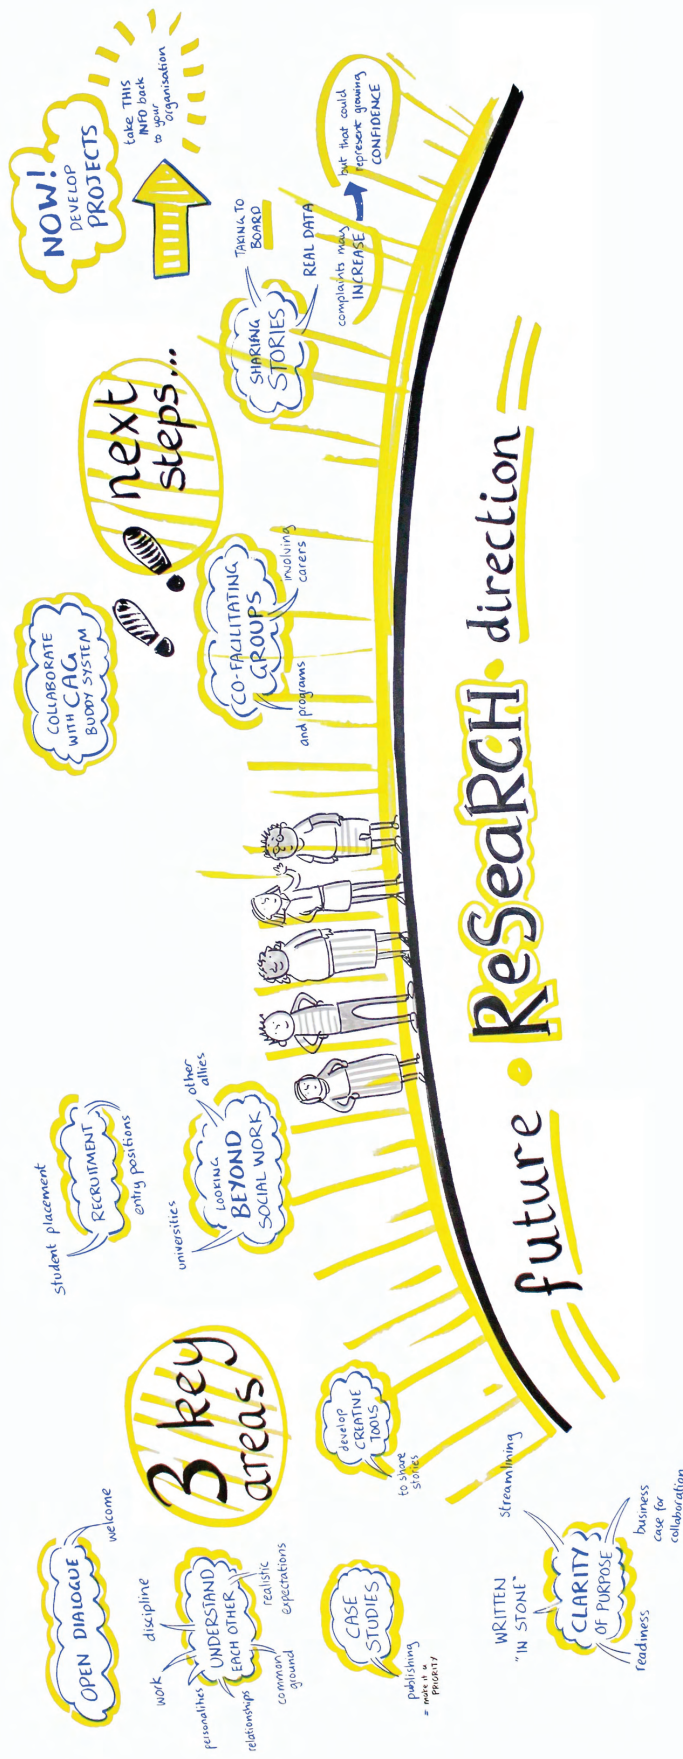 OPEN DIALOGUE
welcome
work
discipline
personalities
UNDERSTAND
EACH OTHER
relationships
common
ground
realistic
expectations
3 key
areas
CASE
STUDIES
publishing
= make it a
PRIORITY
develop
CREATIVE
TOOLS
to share
stories
WRITTEN
"IN STONE"
streamlining
CLARITY
OF PURPOSE
readiness
business
case for
collaboration
student placement
RECRUITMENT
entry positions
universities
LOOKING
BEYOND
SOCIAL WORK
other
allies
COLLABORATE
WITH CAG
BUDDY SYSTEM
next
steps...
CO-FACILITATING
GROUPS
and programs
involving
carers
NOW!
DEVELOP
PROJECTS
take THIS
INFO back
to your
organisation
SHARING
STORIES
TAKING TO
BOARD
REAL DATA
complaints may
INCREASE
but that could
represent growing
CONFIDENCE
future • ReSeaRCH • direction